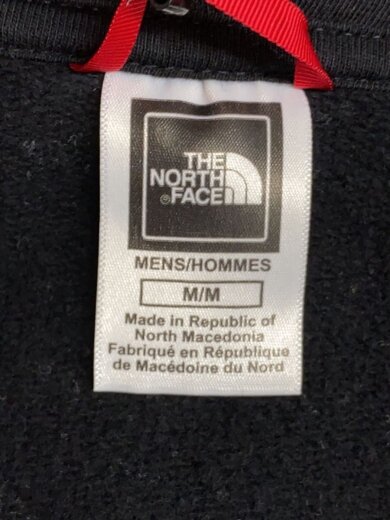 THE
NORTH
FACE
MENS/HOMMES
M/M
Made in Republic of
North Macedonia
Fabriqué en République
de Macédoine du Nord